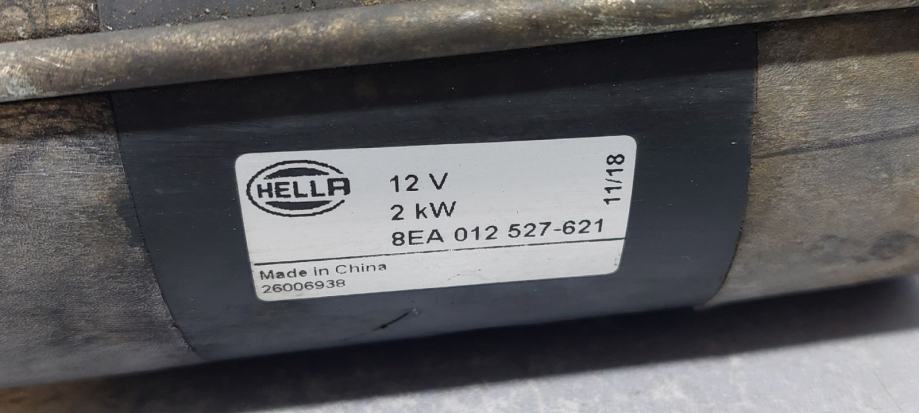 HELLA
12 V
2 kW
8EA 012 527-621
11/18
Made in China
26006938